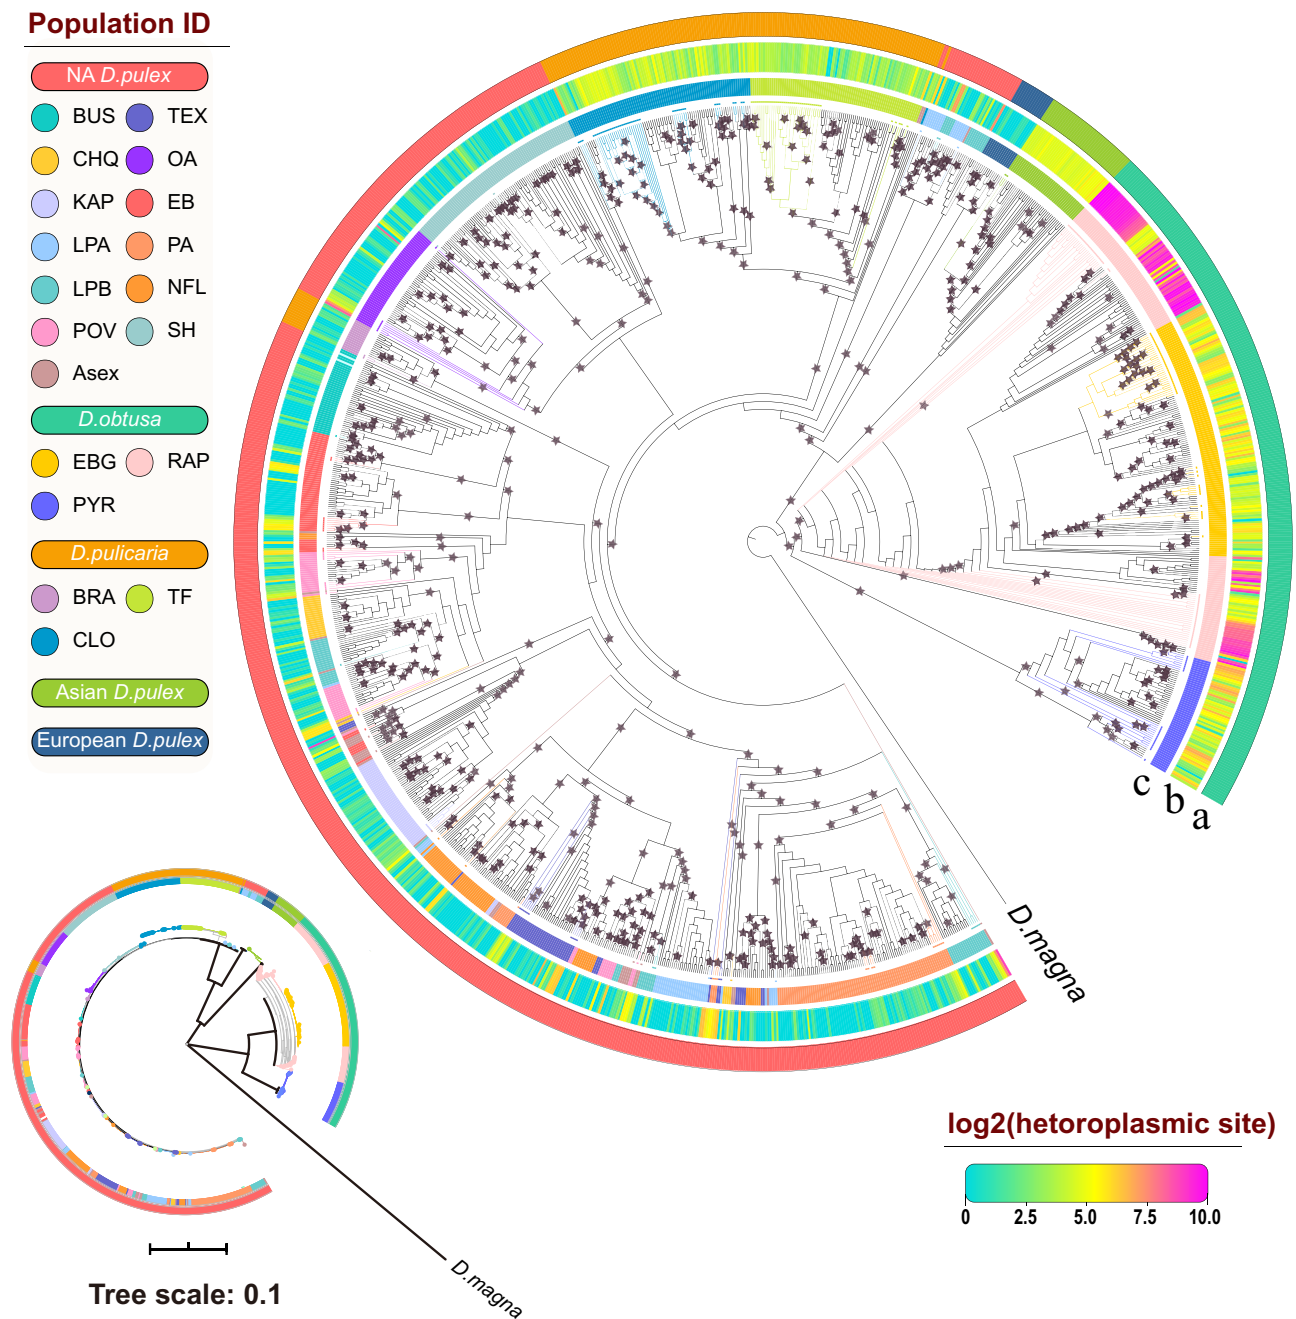 Population ID
NA D.pulex
BUS TEX
CHQ OA
KAP EB
LPA PA
LPB NFL
POV SH
Asex
D.obtusa
EBG RAP
PYR
D.pulicaria
BRA TF
CLO
Asian D.pulex
European D.pulex
c b a
D.magna
log2(hetoroplasmic site)
0 2.5 5.0 7.5 10.0
D.magna
Tree scale: 0.1